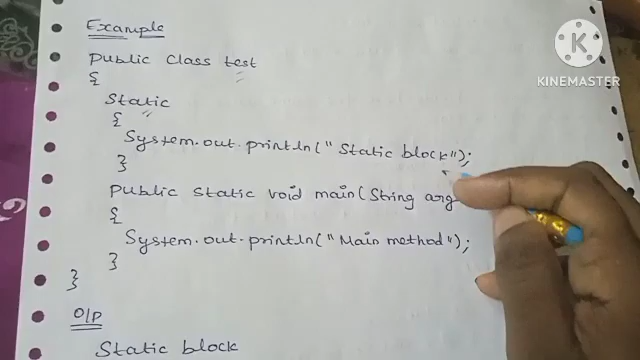 Example
Public Class test
{
Static
{
System.out.println("Static block");
}
Public Static void main(String arg
{
System.out.println("Main method");
}
}
O/P
Static block
KINEMASTER